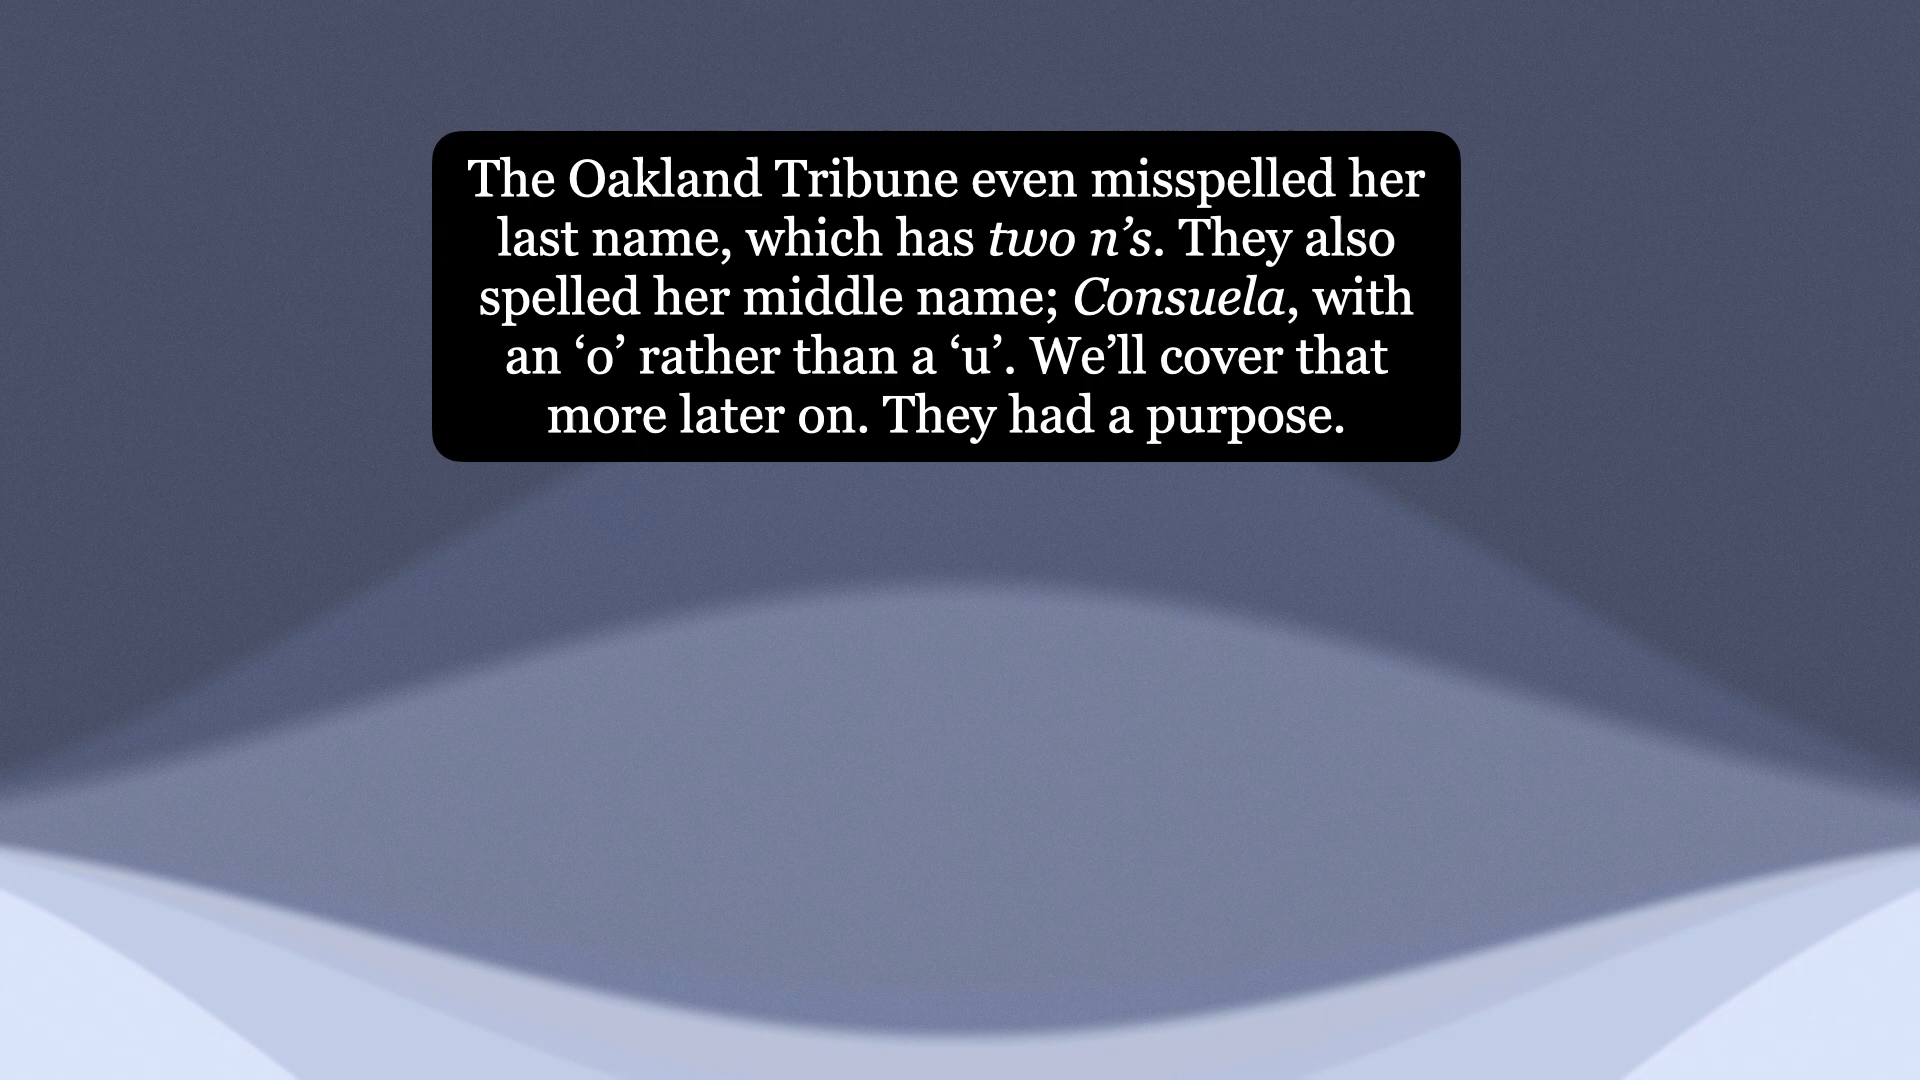 The Oakland Tribune even misspelled her
last name, which has two n’s. They also
spelled her middle name; Consuela, with
an ‘o’ rather than a ‘u’. We’ll cover that
more later on. They had a purpose.